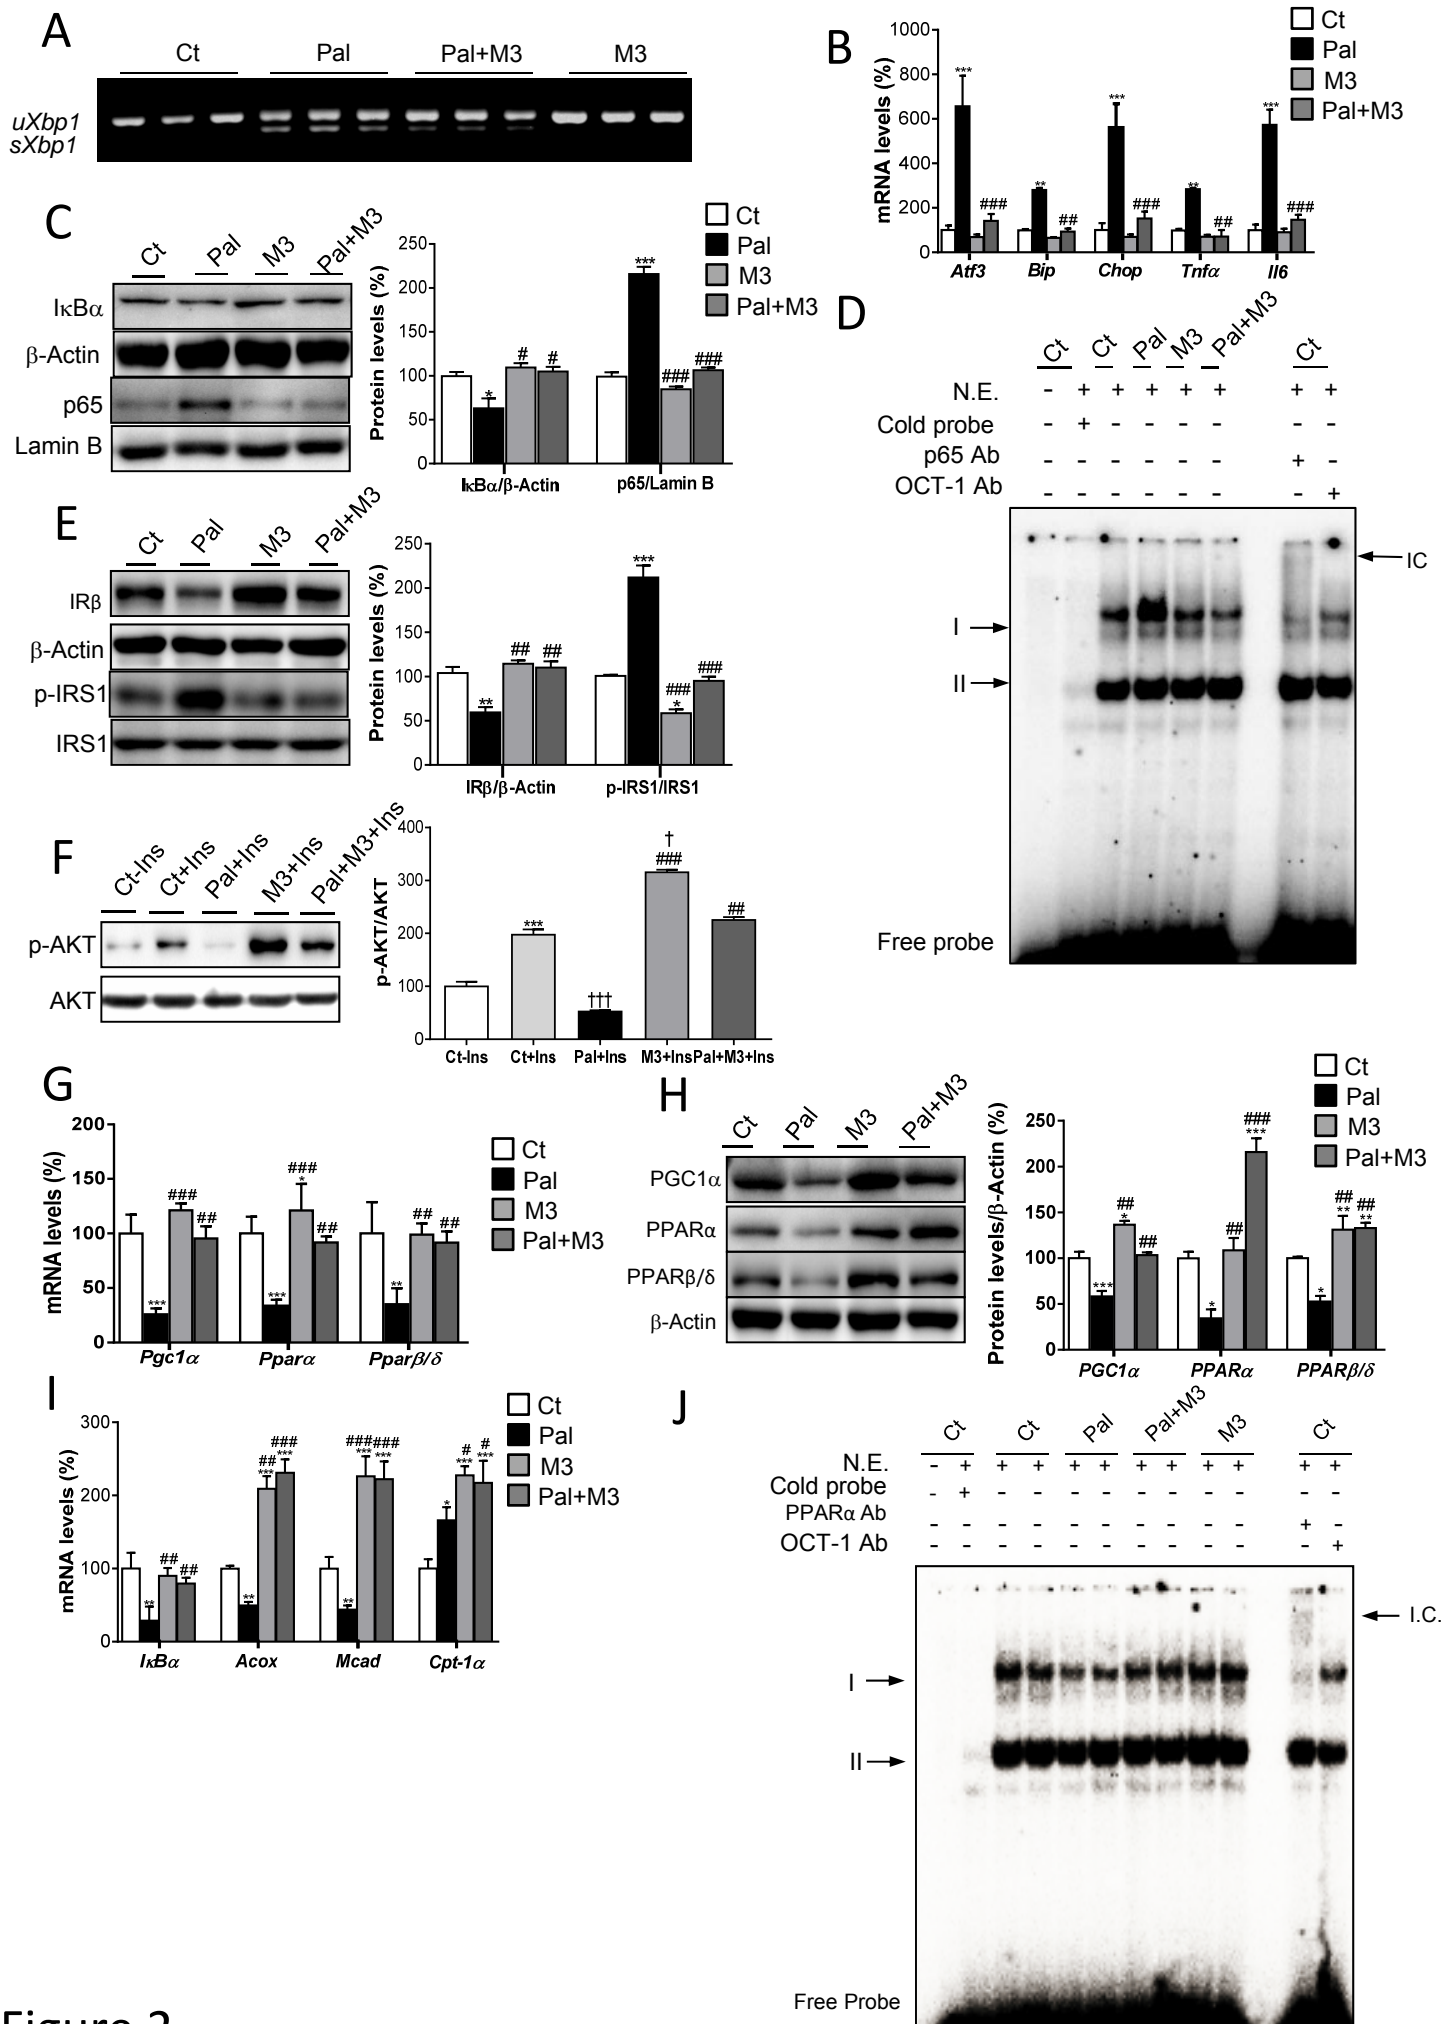 A
Ct Pal Pal+M3 M3
uXbp1
sXbp1
B
mRNA levels (%)
1000
800
600
400
200
0
*** ** *** ** ***
### ## ### ## ###
Atf3 Bip Chop Tnfα Il6
Ct
Pal
M3
Pal+M3
C
Ct Pal M3 Pal+M3
IκBα
β-Actin
p65
Lamin B
Protein levels (%)
250
200
150
100
50
0
* # # *** ### ###
IκBα/β-Actin p65/Lamin B
Ct
Pal
M3
Pal+M3
D
Ct Ct Pal M3 Pal+M3 Ct
N.E. - + + + + + + +
Cold probe - + - - - - - -
p65 Ab - - - - - - + -
OCT-1 Ab - - - - - - - +
IC
I
II
Free probe
E
Ct Pal M3 Pal+M3
IRβ
β-Actin
p-IRS1
IRS1
Protein levels (%)
250
200
150
100
50
0
** ## ## *** ### * ###
IRβ/β-Actin p-IRS1/IRS1
F
Ct-Ins Ct+Ins Pal+Ins M3+Ins Pal+M3+Ins
p-AKT
AKT
p-AKT/AKT
400
300
200
100
0
*** ††† † ### ##
Ct-Ins Ct+Ins Pal+Ins M3+Ins Pal+M3+Ins
G
mRNA levels (%)
200
150
100
50
0
*** ### ## *** ### * ## ** ## ##
Pgc1α Pparα Pparβ/δ
Ct
Pal
M3
Pal+M3
H
Ct Pal M3 Pal+M3
PGC1α
PPARα
PPARβ/δ
β-Actin
Protein levels/β-Actin (%)
250
200
150
100
50
0
*** ## * ## * ## ### *** * ## ** ## **
PGC1α PPARα PPARβ/δ
Ct
Pal
M3
Pal+M3
I
mRNA levels (%)
300
200
100
0
** ## ## ** ## *** ### *** ** ### *** ### *** * # *** # ***
IκBα Acox Mcad Cpt-1α
Ct
Pal
M3
Pal+M3
J
Ct Ct Pal Pal+M3 M3 Ct
N.E. - + + + + + + + + + + +
Cold probe - + - - - - - - - - - -
PPARα Ab - - - - - - - - - - + -
OCT-1 Ab - - - - - - - - - - - +
I.C.
I
II
Free Probe
Figure 2